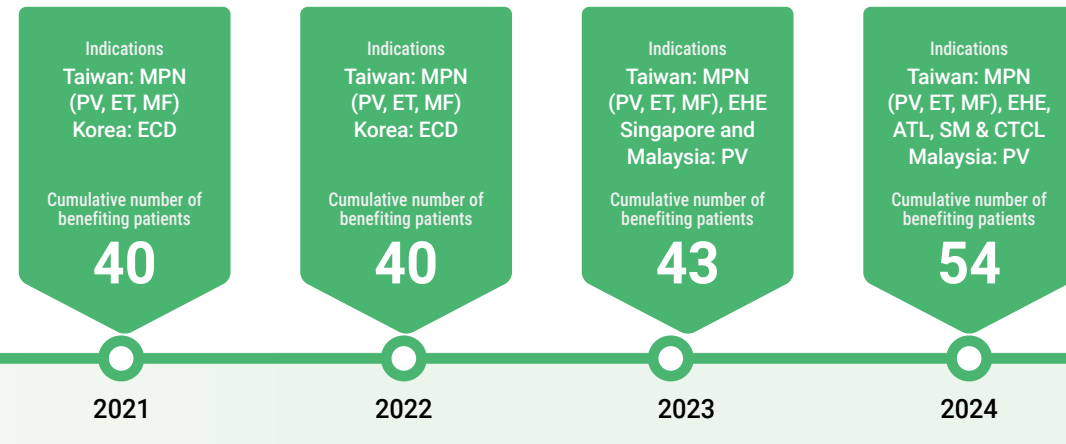 Indications
Taiwan: MPN
(PV, ET, MF)
Korea: ECD
Cumulative number of
benefiting patients
40
2021
Indications
Taiwan: MPN
(PV, ET, MF)
Korea: ECD
Cumulative number of
benefiting patients
40
2022
Indications
Taiwan: MPN
(PV, ET, MF), EHE
Singapore and
Malaysia: PV
Cumulative number of
benefiting patients
43
2023
Indications
Taiwan: MPN
(PV, ET, MF), EHE,
ATL, SM & CTCL
Malaysia: PV
Cumulative number of
benefiting patients
54
2024